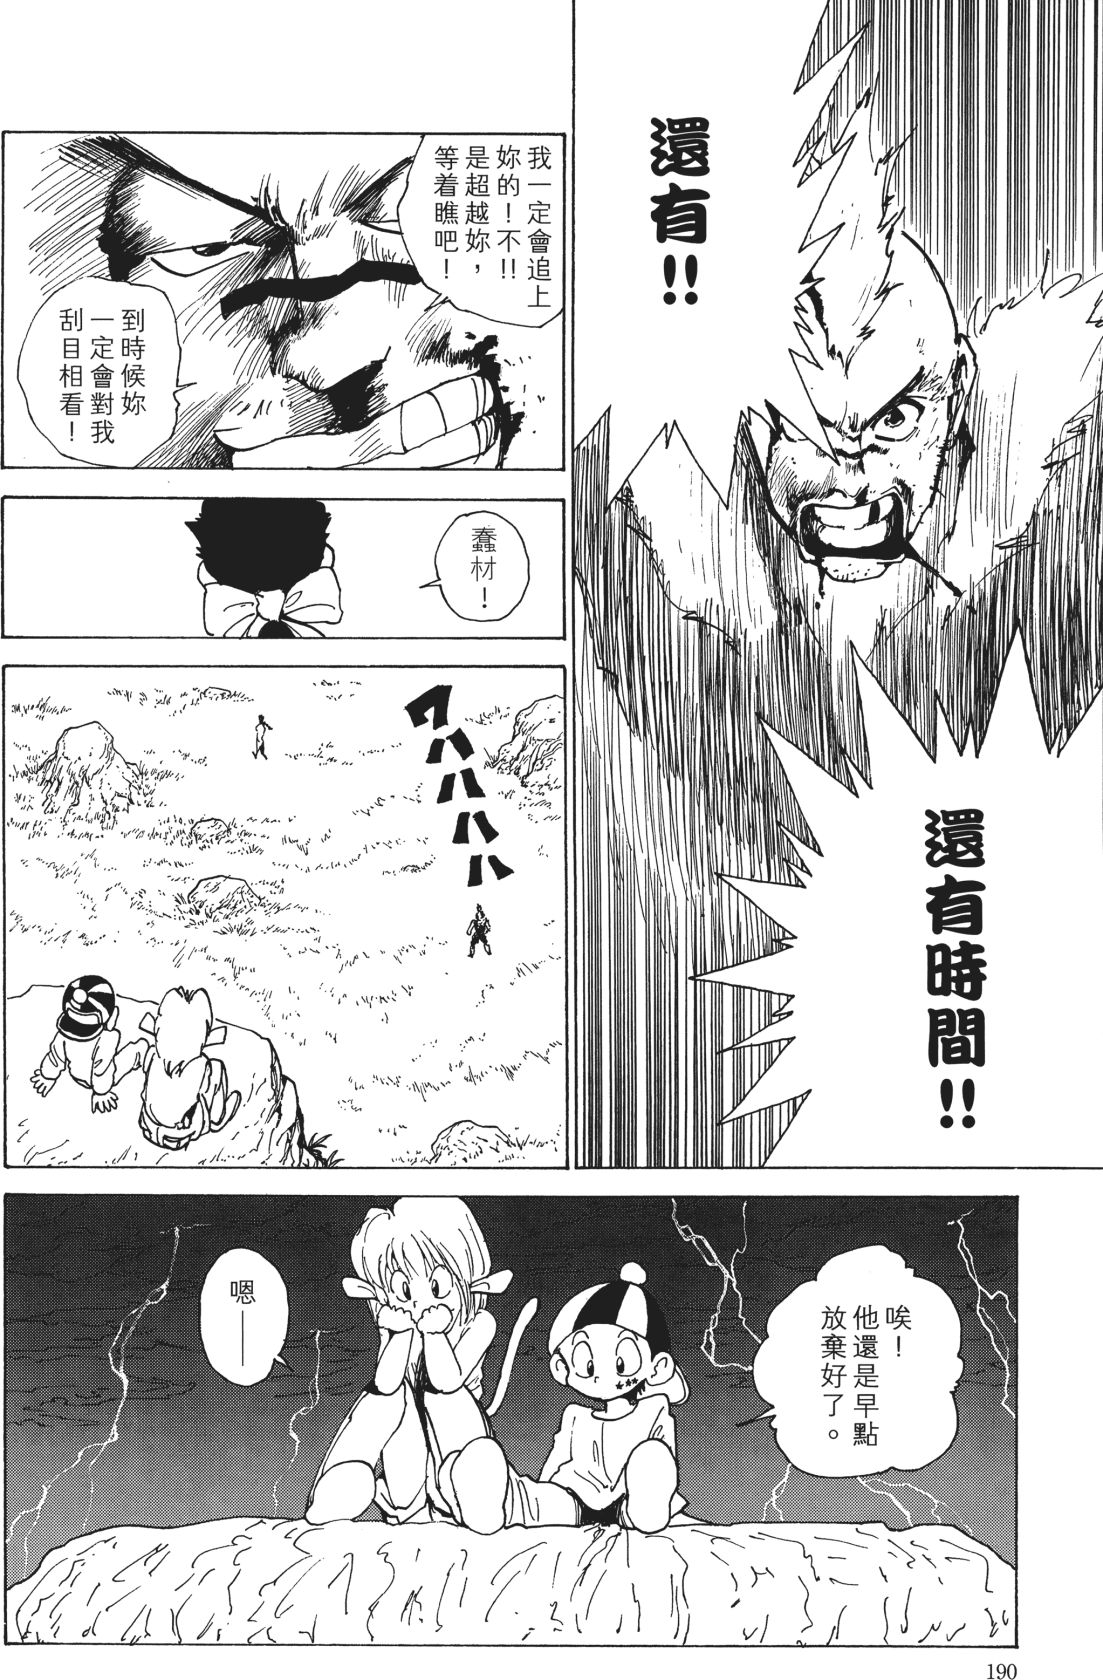 還有!!
還有時間!!
我一定會追上
妳的！不!!
是超越妳，
等着瞧吧！
到時候妳
一定會對我
刮目相看！
蠢材！
ワハハハハ
唉！
他還是早點
放棄好了。
嗯——
190